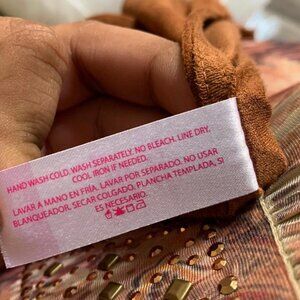 HAND WASH COLD. WASH SEPARATELY. NO BLEACH. LINE DRY.
COOL IRON IF NEEDED.
LAVAR A MANO EN FRIA, LAVAR POR SEPARADO. NO USAR
BLANQUEADOR. SECAR COLGADO. PLANCHA TEMPLADA, SI
ES NECESARIO.